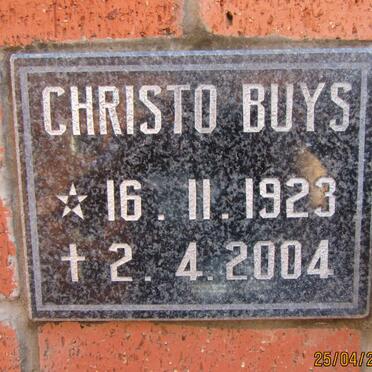 CHRISTO BUYS
☆ 16 . 11 . 1923
† 2 . 4 . 2004
25/04/2